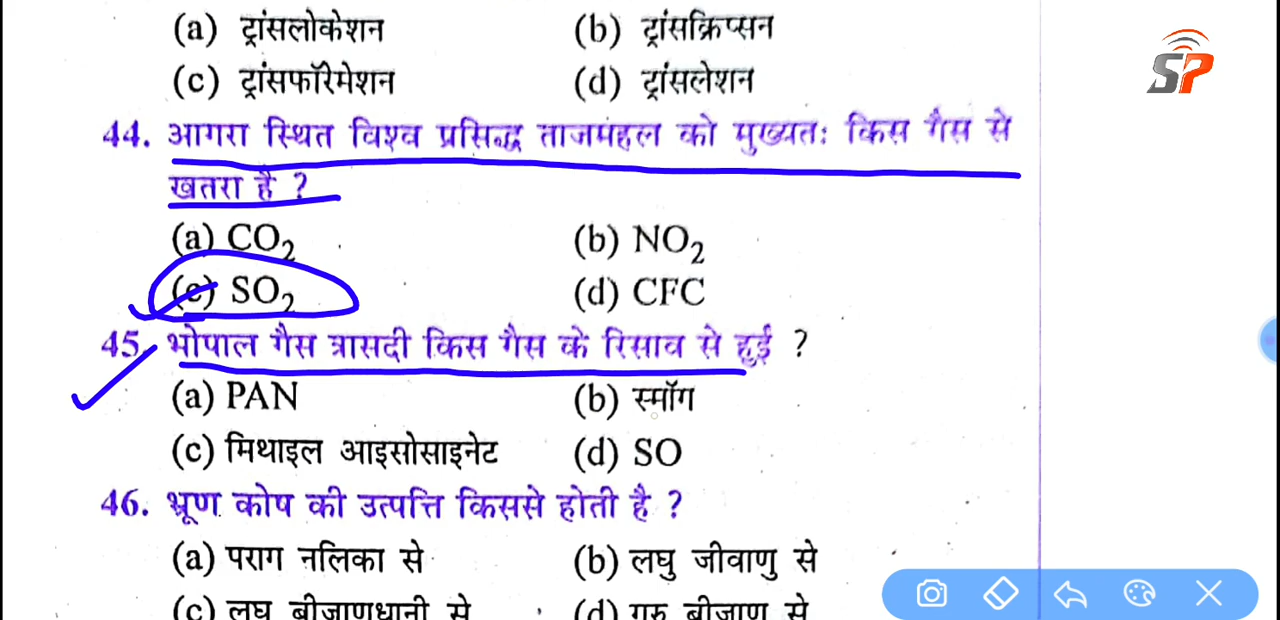 (a) ट्रांसलोकेशन (b) ट्रांसक्रिप्सन
SP
(c) ट्रांसफॉरमेशन (d) ट्रांसलेशन
44. आगरा स्थित विश्व प्रसिद्ध ताजमहल को मुख्यतः किस गैस से
खतरा है ?
(a) CO₂ (b) NO₂
(c) SO₂ (d) CFC
45. भोपाल गैस त्रासदी किस गैस के रिसाव से हुई ?
(a) PAN (b) स्मॉग
(c) मिथाइल आइसोसाइनेट (d) SO
46. भ्रूण कोष की उत्पत्ति किससे होती है ?
(a) पराग नलिका से (b) लघु जीवाणु से
(c) लघु बीजाणुधानी से (d) गुरु बीजाणु से